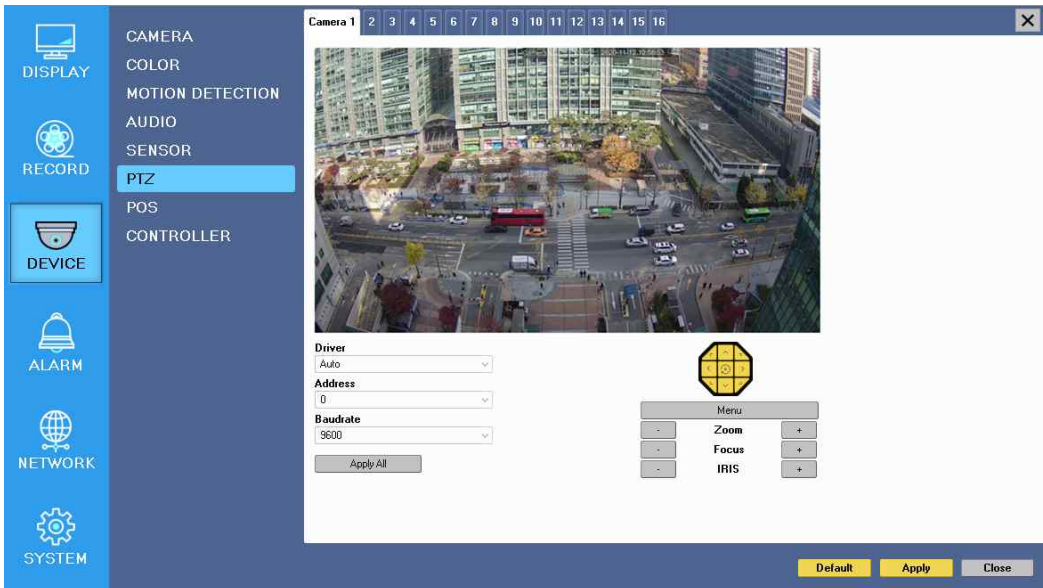 Camera 1 2 3 4 5 6 7 8 9 10 11 12 13 14 15 16
DISPLAY
RECORD
DEVICE
ALARM
NETWORK
SYSTEM
CAMERA
COLOR
MOTION DETECTION
AUDIO
SENSOR
PTZ
POS
CONTROLLER
Driver
Auto
Address
0
Baudrate
9600
Apply All
Menu
- Zoom +
- Focus +
- IRIS +
Default Apply Close